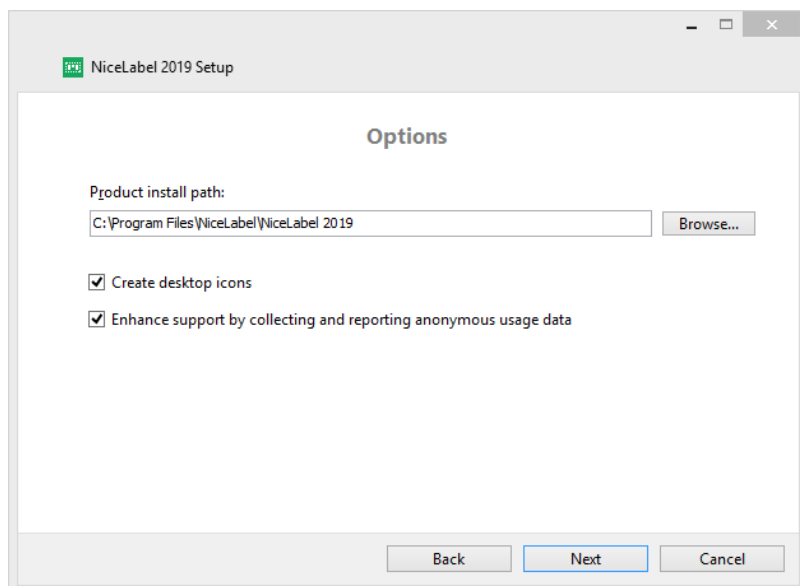 NiceLabel 2019 Setup
Options
Product install path:
C:\Program Files\NiceLabel\NiceLabel 2019
Browse...
Create desktop icons
Enhance support by collecting and reporting anonymous usage data
Back Next Cancel